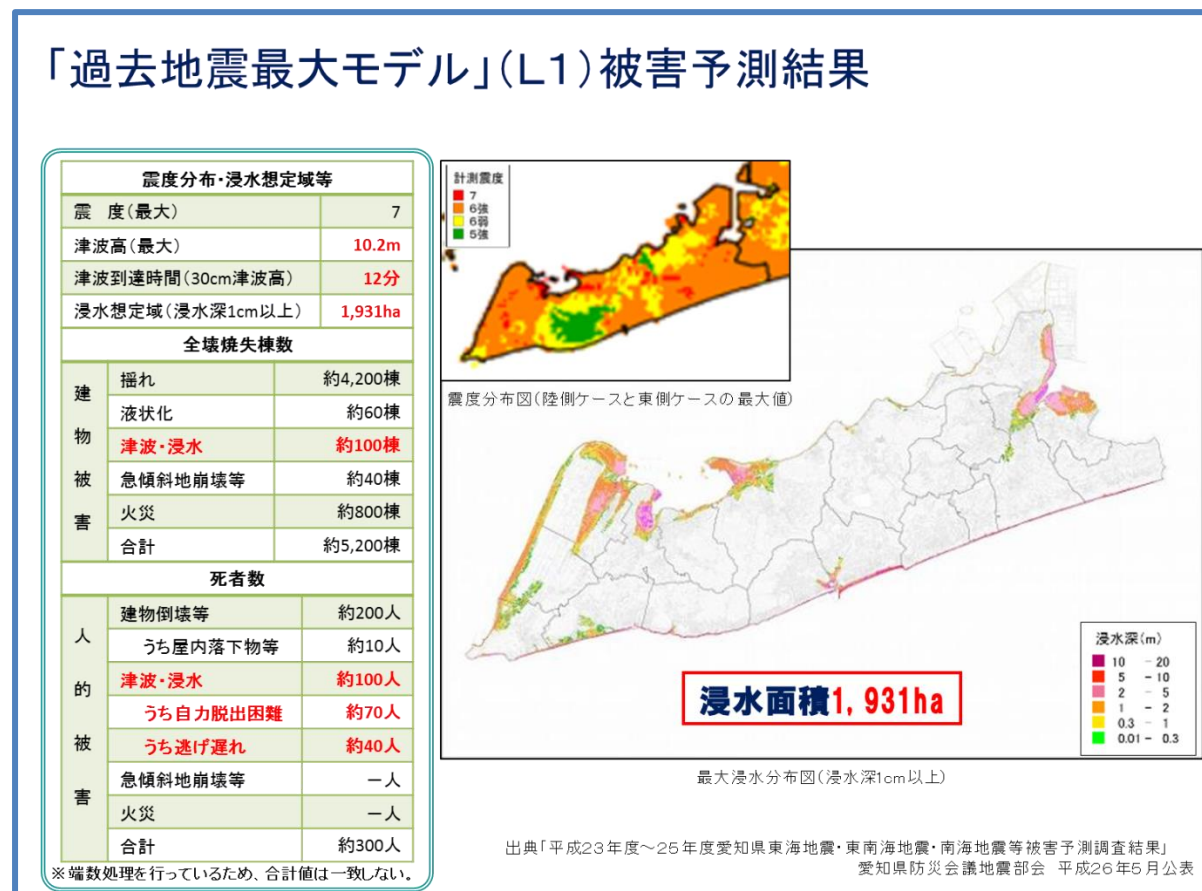 「過去地震最大モデル」(L1)被害予測結果
震度分布・浸水想定域等
震　度(最大) 7
津波高(最大) 10.2m
津波到達時間(30cm津波高) 12分
浸水想定域(浸水深1cm以上) 1,931ha
全壊焼失棟数
建物被害
揺れ 約4,200棟
液状化 約60棟
津波・浸水 約100棟
急傾斜地崩壊等 約40棟
火災 約800棟
合計 約5,200棟
死者数
人的被害
建物倒壊等 約200人
うち屋内落下物等 約10人
津波・浸水 約100人
うち自力脱出困難 約70人
うち逃げ遅れ 約40人
急傾斜地崩壊等 －人
火災 －人
合計 約300人
※端数処理を行っているため、合計値は一致しない。
計測震度
7
6強
6弱
5強
震度分布図(陸側ケースと東側ケースの最大値)
浸水面積1,931ha
浸水深(m)
10 － 20
5 － 10
2 － 5
1 － 2
0.3 － 1
0.01 － 0.3
最大浸水分布図(浸水深1cm以上)
出典「平成23年度～25年度愛知県東海地震・東南海地震・南海地震等被害予測調査結果」
愛知県防災会議地震部会　平成26年5月公表